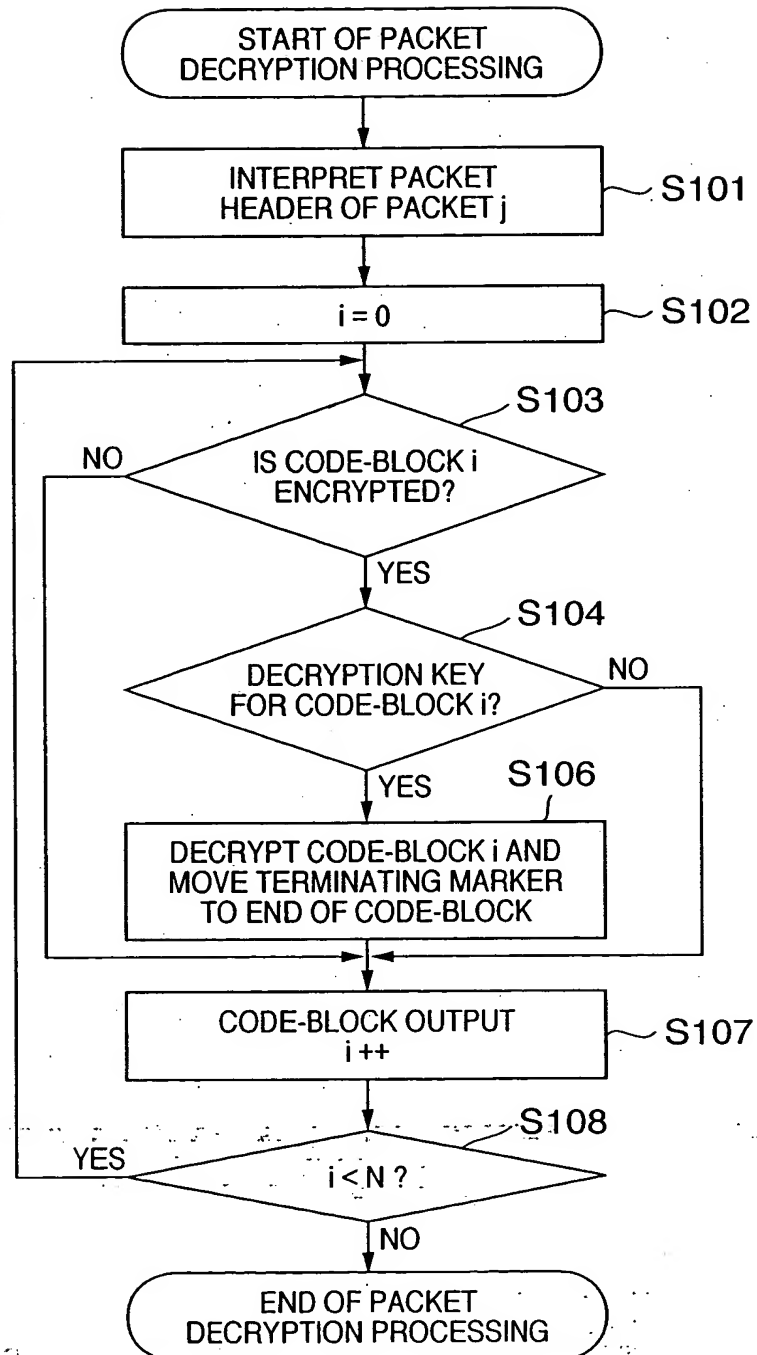 START OF PACKET
DECRYPTION PROCESSING
INTERPRET PACKET
HEADER OF PACKET j
S101
i = 0
S102
S103
NO
IS CODE-BLOCK i
ENCRYPTED?
YES
S104
DECRYPTION KEY
FOR CODE-BLOCK i?
NO
YES
S106
DECRYPT CODE-BLOCK i AND
MOVE TERMINATING MARKER
TO END OF CODE-BLOCK
CODE-BLOCK OUTPUT
i ++
S107
S108
YES
i < N ?
NO
END OF PACKET
DECRYPTION PROCESSING